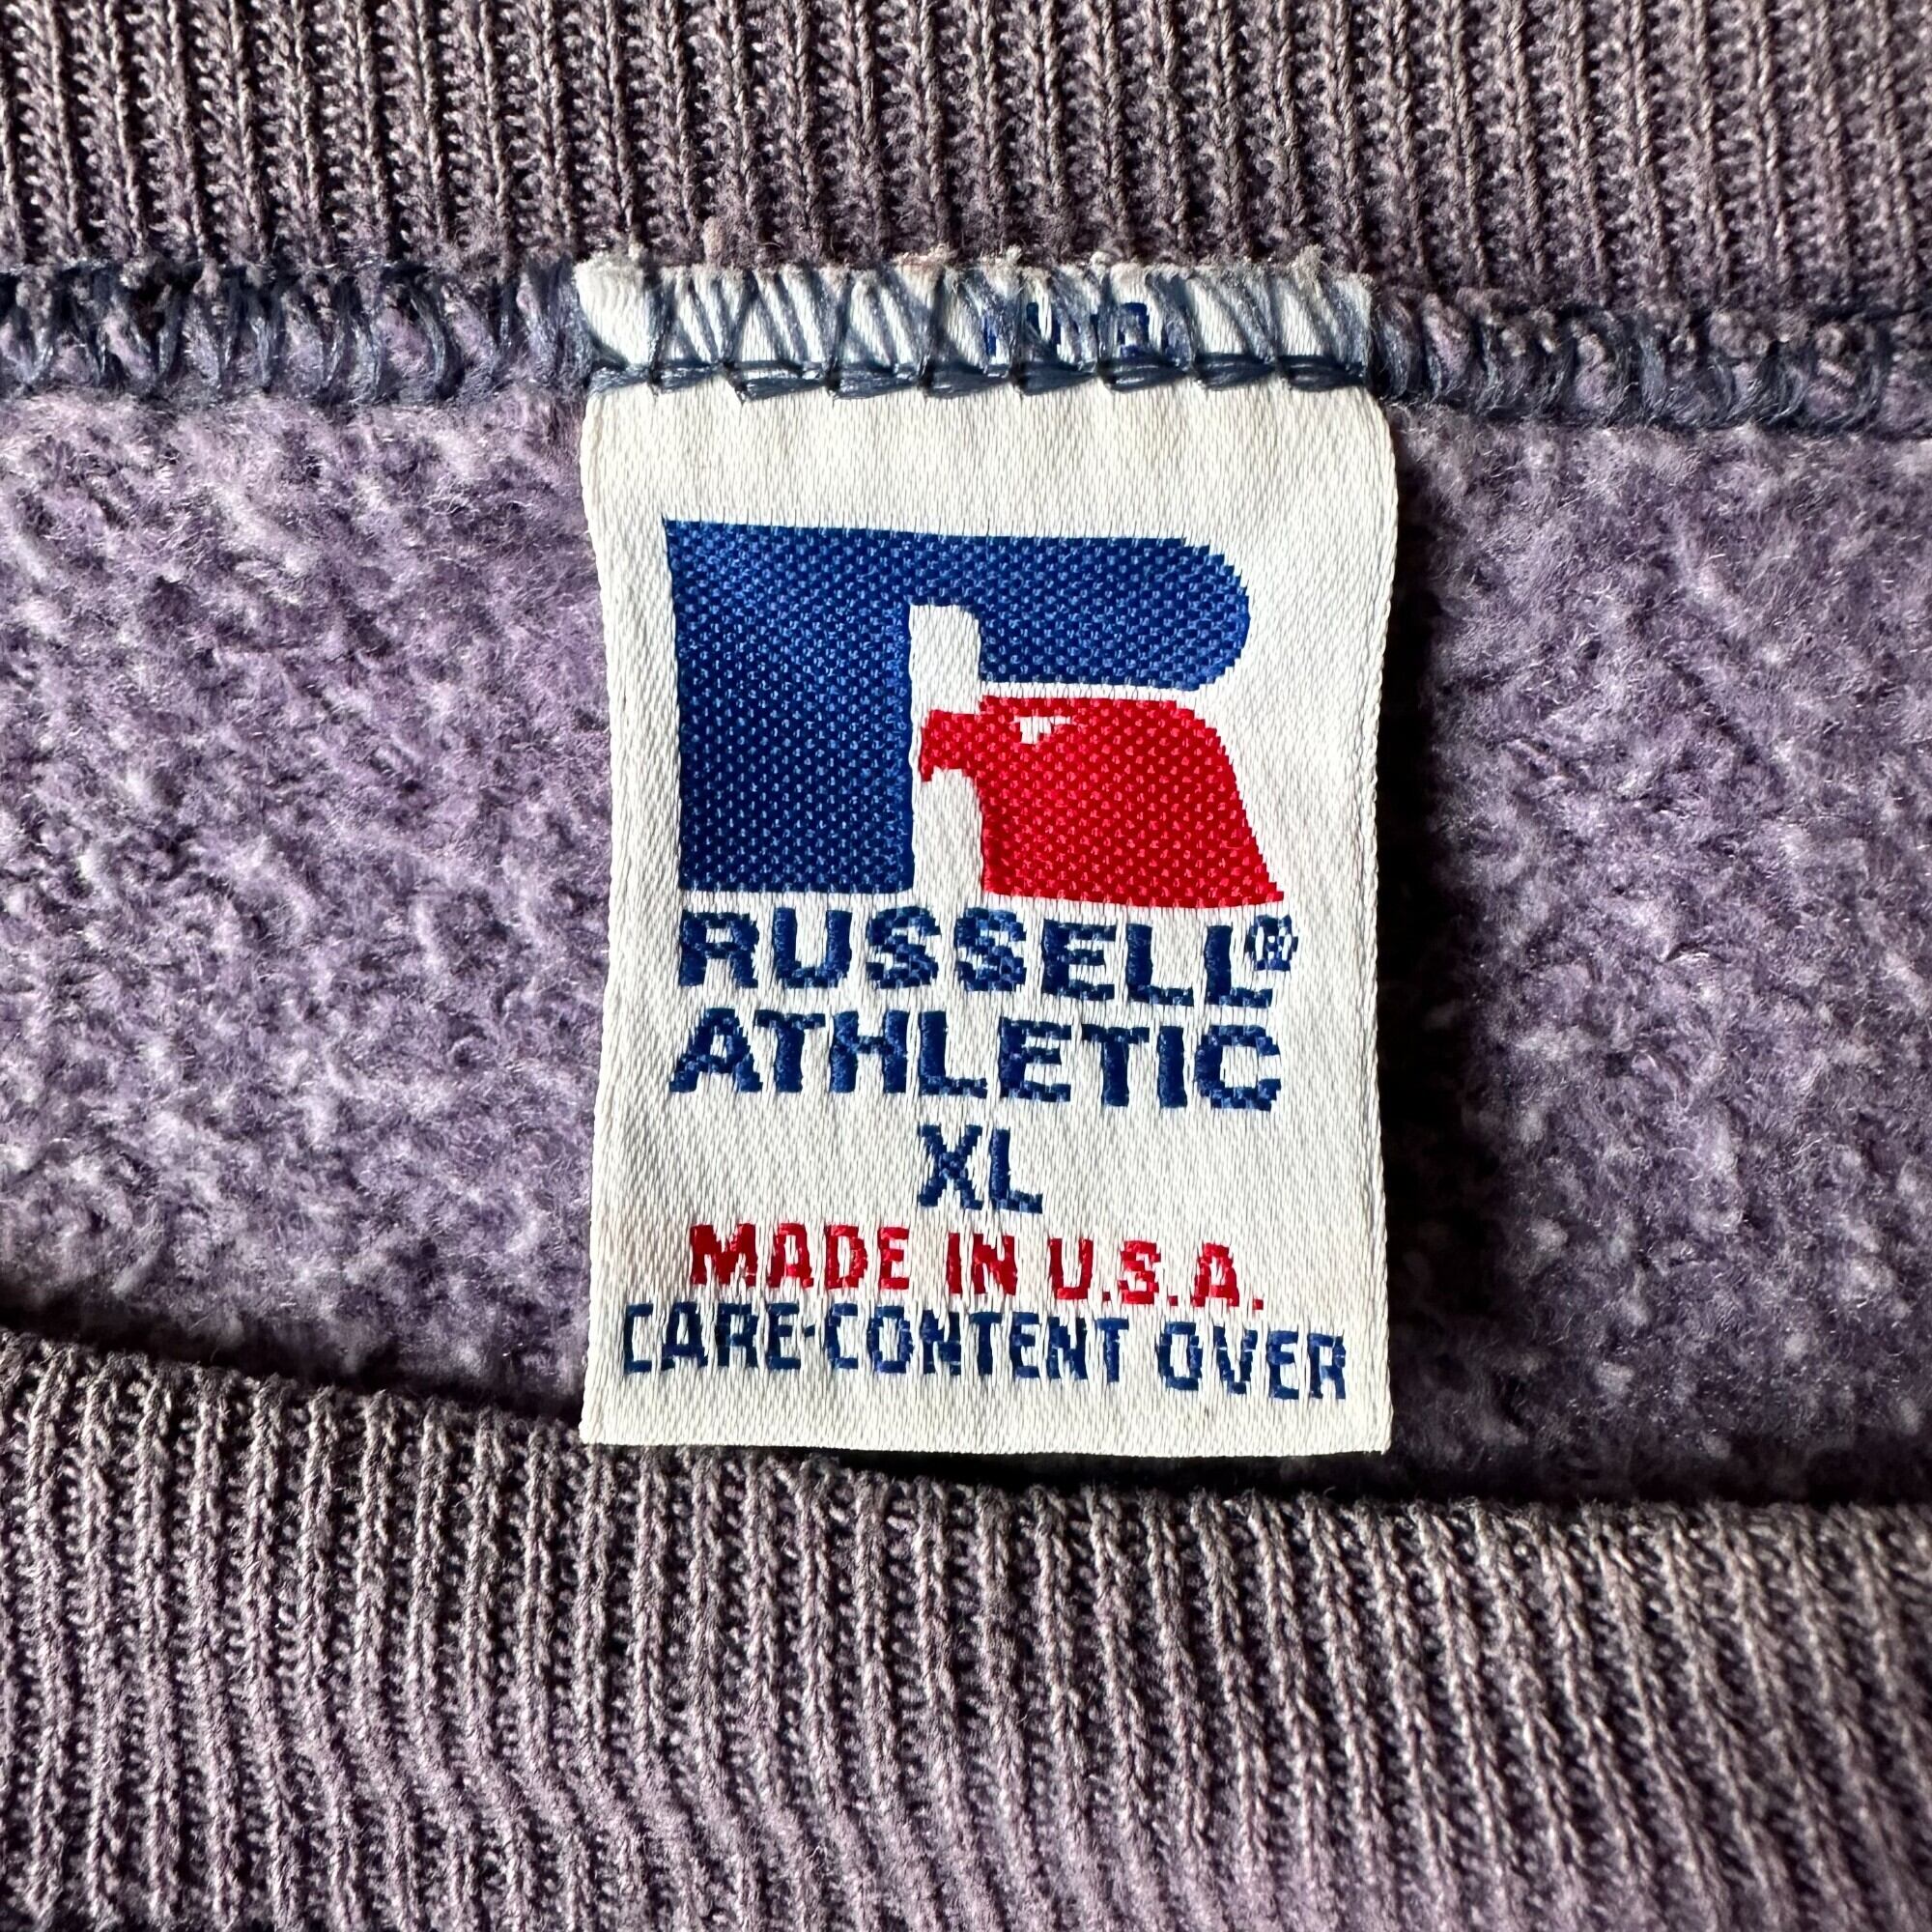 RUSSELL®
ATHLETIC
XL
MADE IN U.S.A.
CARE·CONTENT OVER